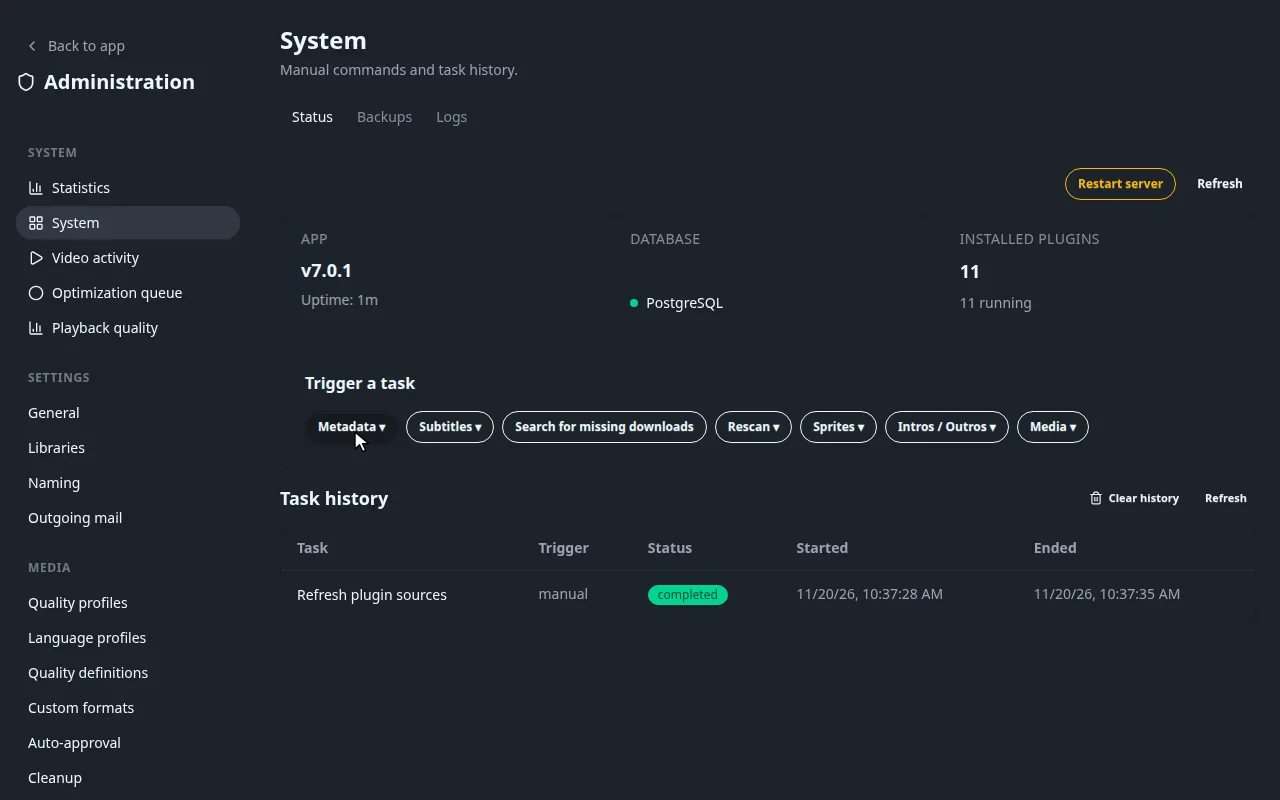 Back to app
Administration
SYSTEM
Statistics
System
Video activity
Optimization queue
Playback quality
SETTINGS
General
Libraries
Naming
Outgoing mail
MEDIA
Quality profiles
Language profiles
Quality definitions
Custom formats
Auto-approval
Cleanup
System
Manual commands and task history.
Status Backups Logs
Restart server Refresh
APP DATABASE INSTALLED PLUGINS
v7.0.1 11
Uptime: 1m PostgreSQL 11 running
Trigger a task
Metadata ▾ Subtitles ▾ Search for missing downloads Rescan ▾ Sprites ▾ Intros / Outros ▾ Media ▾
Task history Clear history Refresh
Task Trigger Status Started Ended
Refresh plugin sources manual completed 11/20/26, 10:37:28 AM 11/20/26, 10:37:35 AM